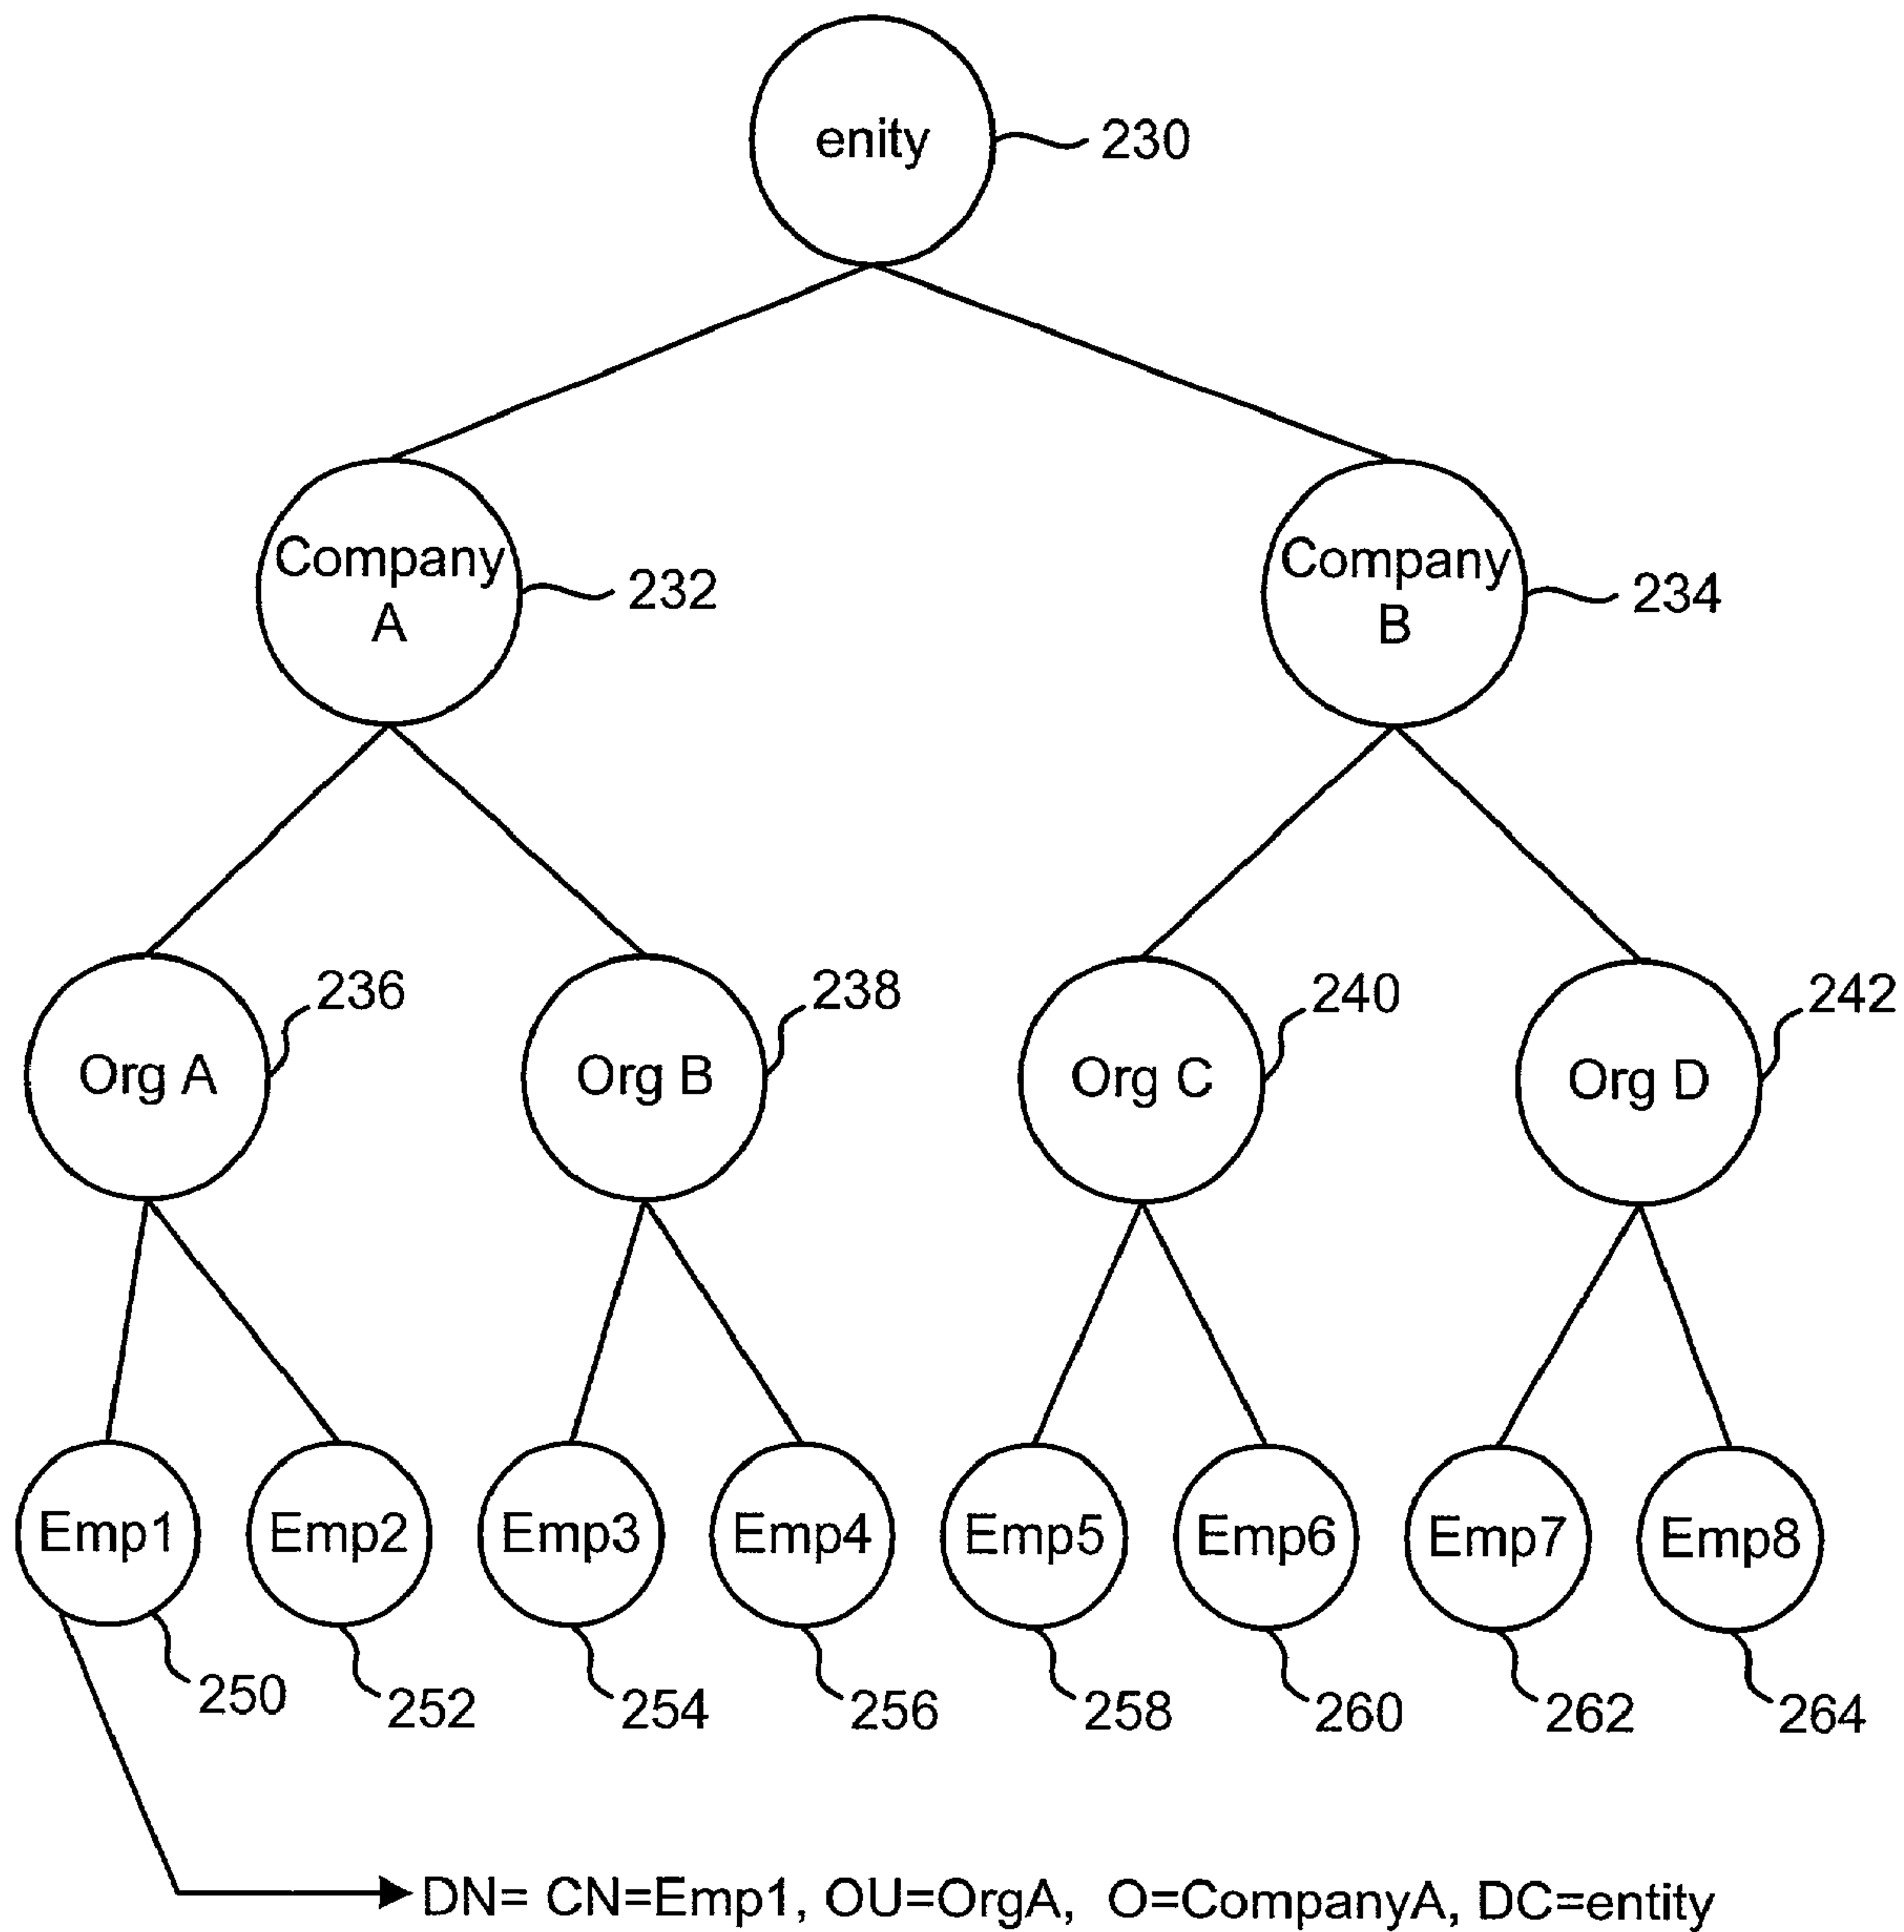 enity
230
Company
A
232
Company
B
234
Org A
236
Org B
238
Org C
240
Org D
242
Emp1
Emp2
Emp3
Emp4
Emp5
Emp6
Emp7
Emp8
250
252
254
256
258
260
262
264
DN= CN=Emp1, OU=OrgA, O=CompanyA, DC=entity